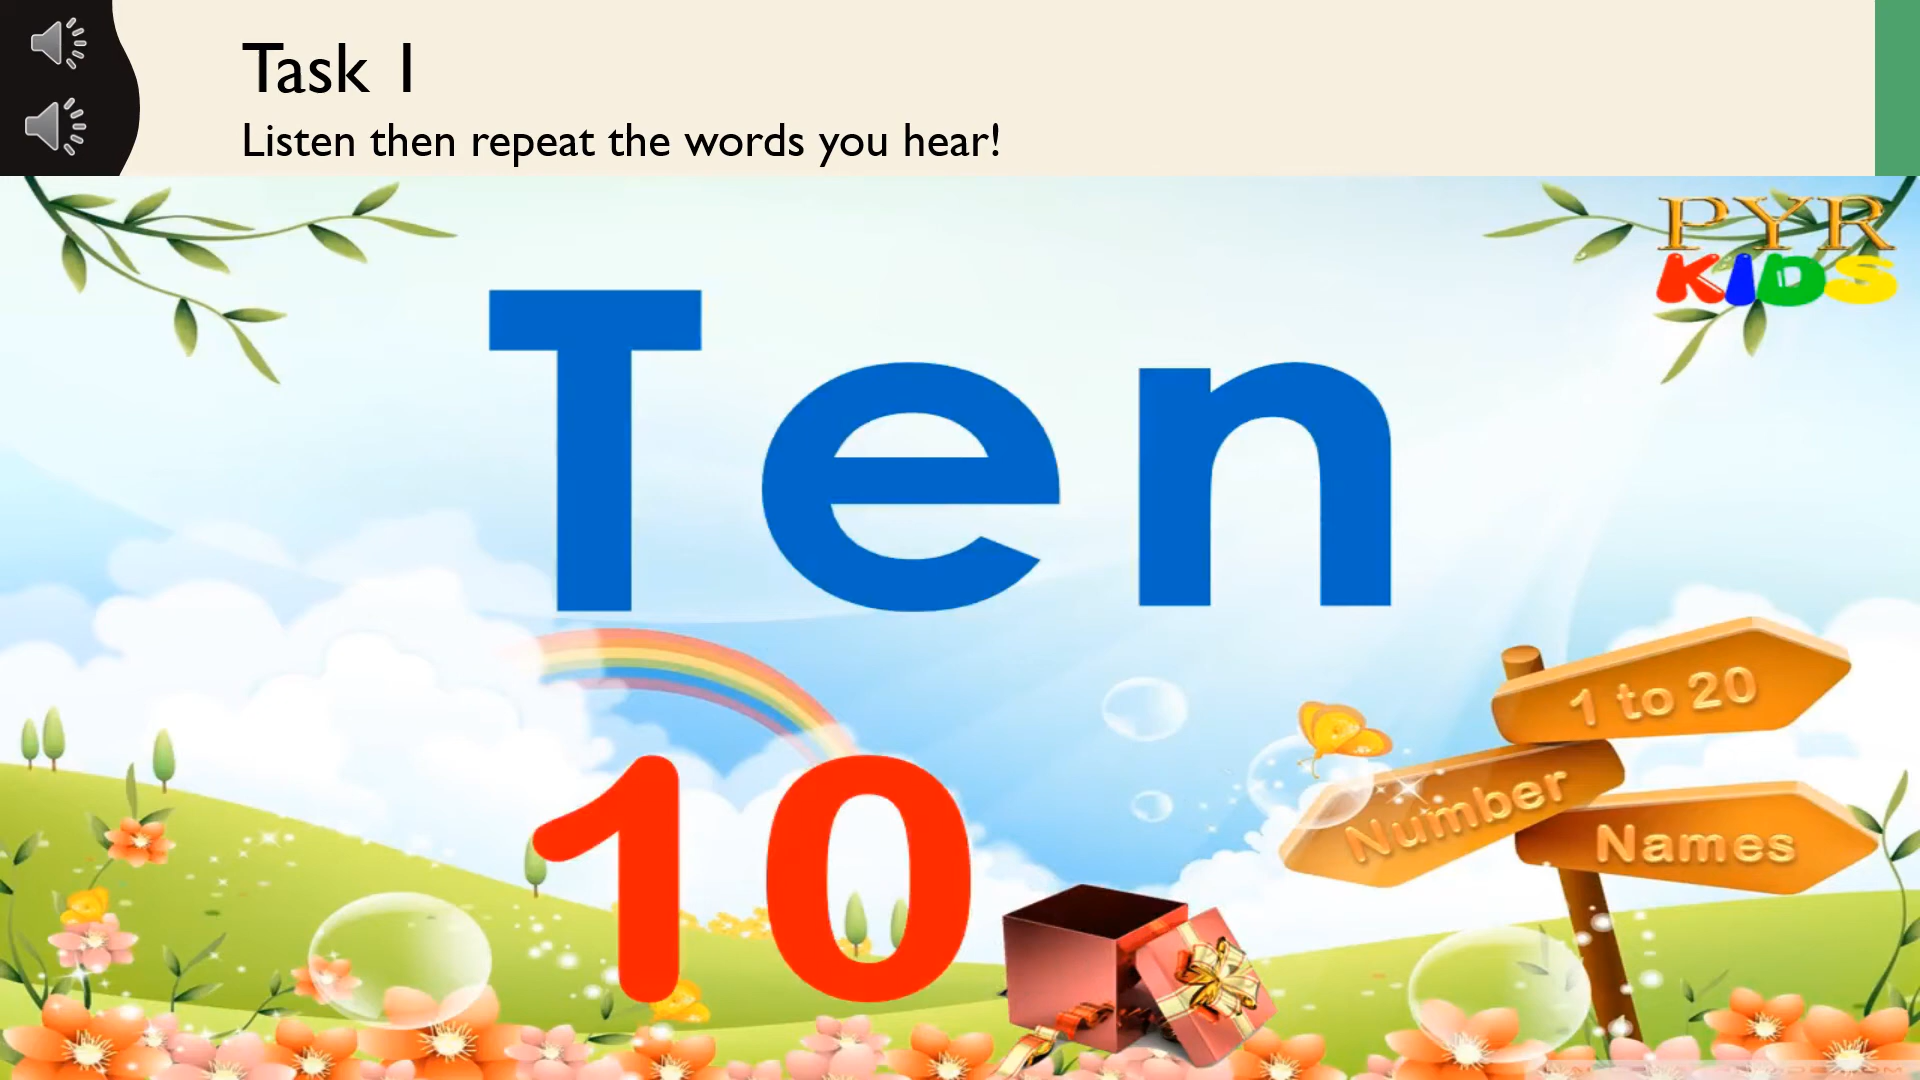 Task 1
Listen then repeat the words you hear!
PYR
KIDS
Ten
1 to 20
Number
Names
10